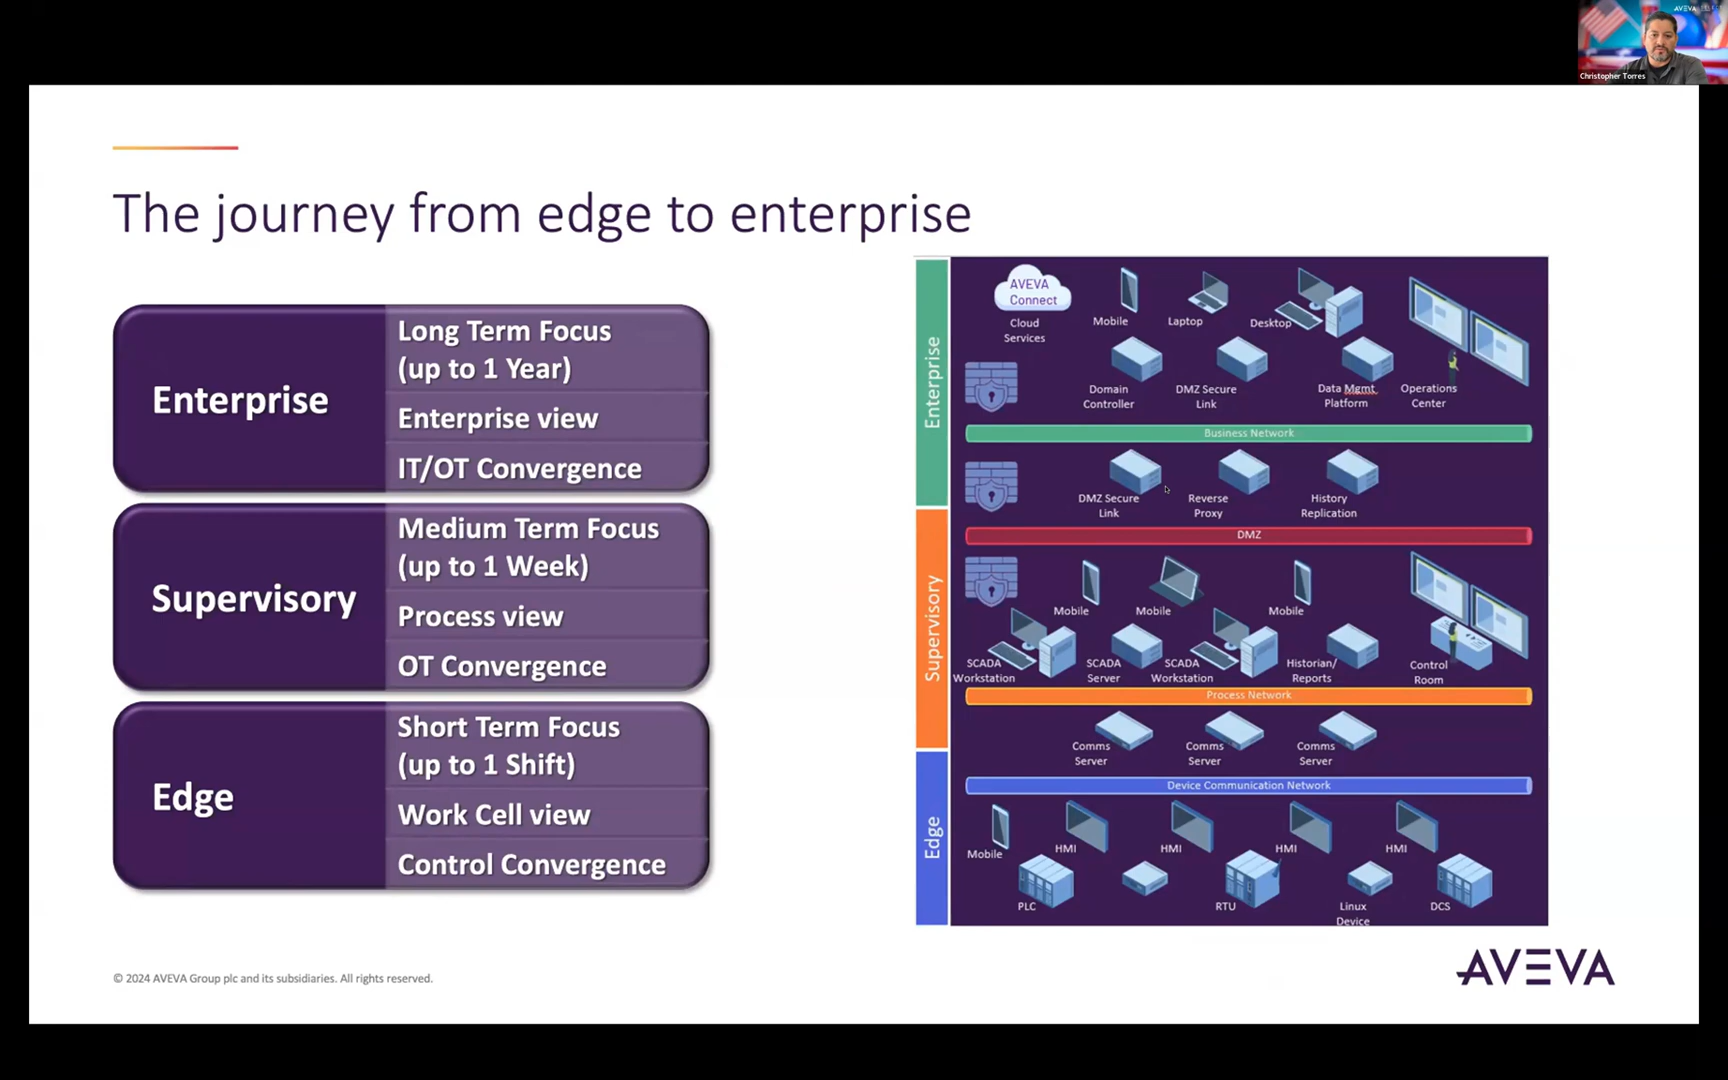 AVEVA
Christopher Torres
The journey from edge to enterprise
Enterprise
Long Term Focus
(up to 1 Year)
Enterprise view
IT/OT Convergence
Supervisory
Medium Term Focus
(up to 1 Week)
Process view
OT Convergence
Edge
Short Term Focus
(up to 1 Shift)
Work Cell view
Control Convergence
Enterprise
AVEVA
Connect
Cloud
Services
Mobile
Laptop
Desktop
Domain
Controller
DMZ Secure
Link
Data Mgmt
Platform
Operations
Center
Business Network
DMZ Secure
Link
Reverse
Proxy
History
Replication
DMZ
Supervisory
Mobile
Mobile
Mobile
SCADA
Workstation
SCADA
Server
SCADA
Workstation
Historian/
Reports
Control
Room
Process Network
Comms
Server
Comms
Server
Comms
Server
Device Communication Network
Edge
Mobile
HMI
HMI
HMI
HMI
PLC
RTU
Linux
Device
DCS
© 2024 AVEVA Group plc and its subsidiaries. All rights reserved.
AVEVA